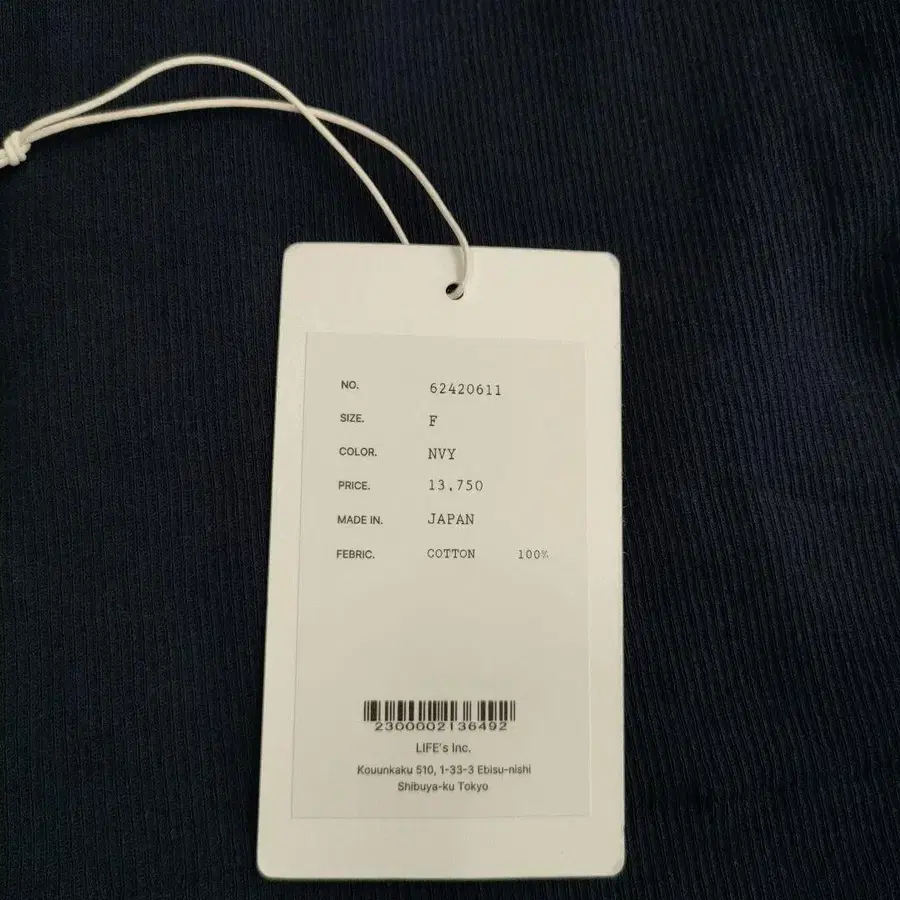 NO. 62420611
SIZE. F
COLOR. NVY
PRICE. 13,750
MADE IN. JAPAN
FEBRIC. COTTON 100%
2300002136492
LIFE's Inc.
Kouunkaku 510, 1-33-3 Ebisu-nishi
Shibuya-ku Tokyo